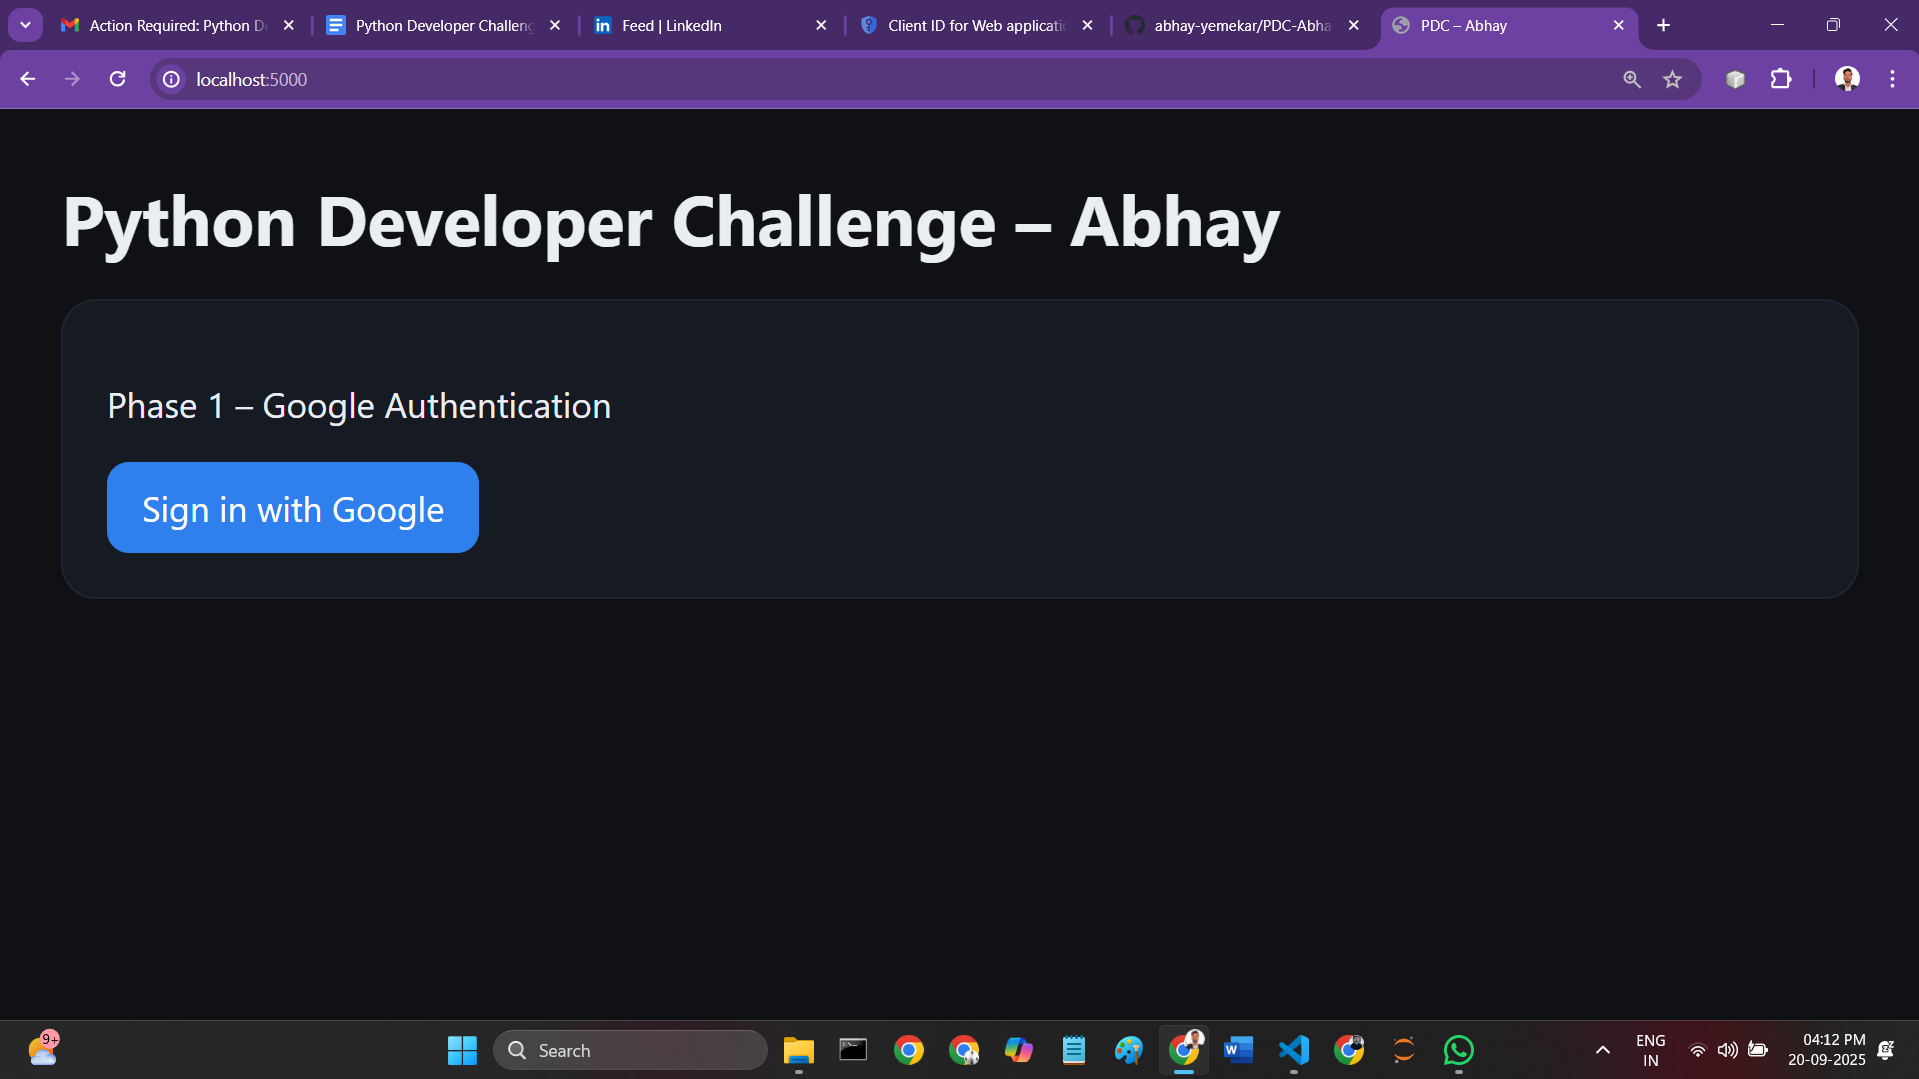 Action Required: Python D
Python Developer Challeng
Feed | LinkedIn
Client ID for Web applicati
abhay-yemekar/PDC-Abha
PDC – Abhay
localhost:5000
Python Developer Challenge – Abhay
Phase 1 – Google Authentication
Sign in with Google
9+
Search
ENG
IN
04:12 PM
20-09-2025